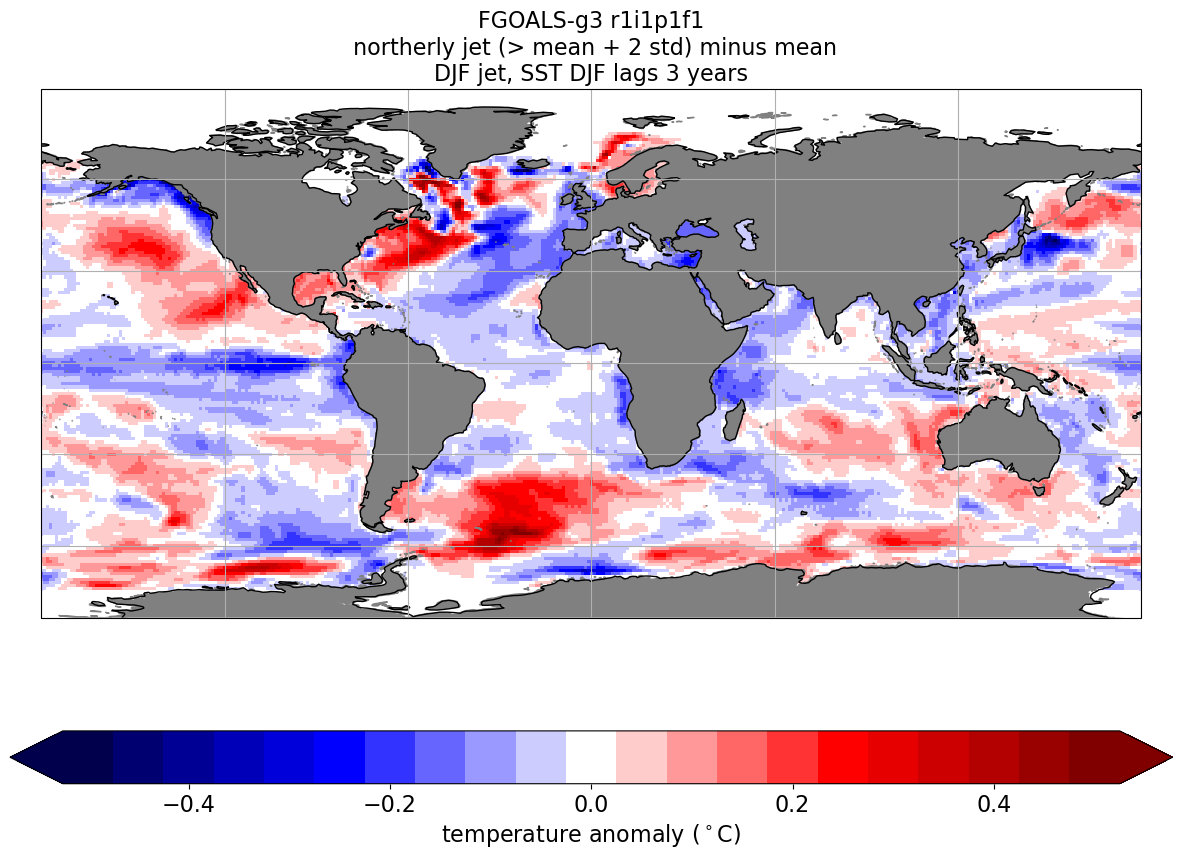 FGOALS-g3 r1i1p1f1
northerly jet (> mean + 2 std) minus mean
DJF jet, SST DJF lags 3 years
−0.4 −0.2 0.0 0.2 0.4
temperature anomaly (°C)